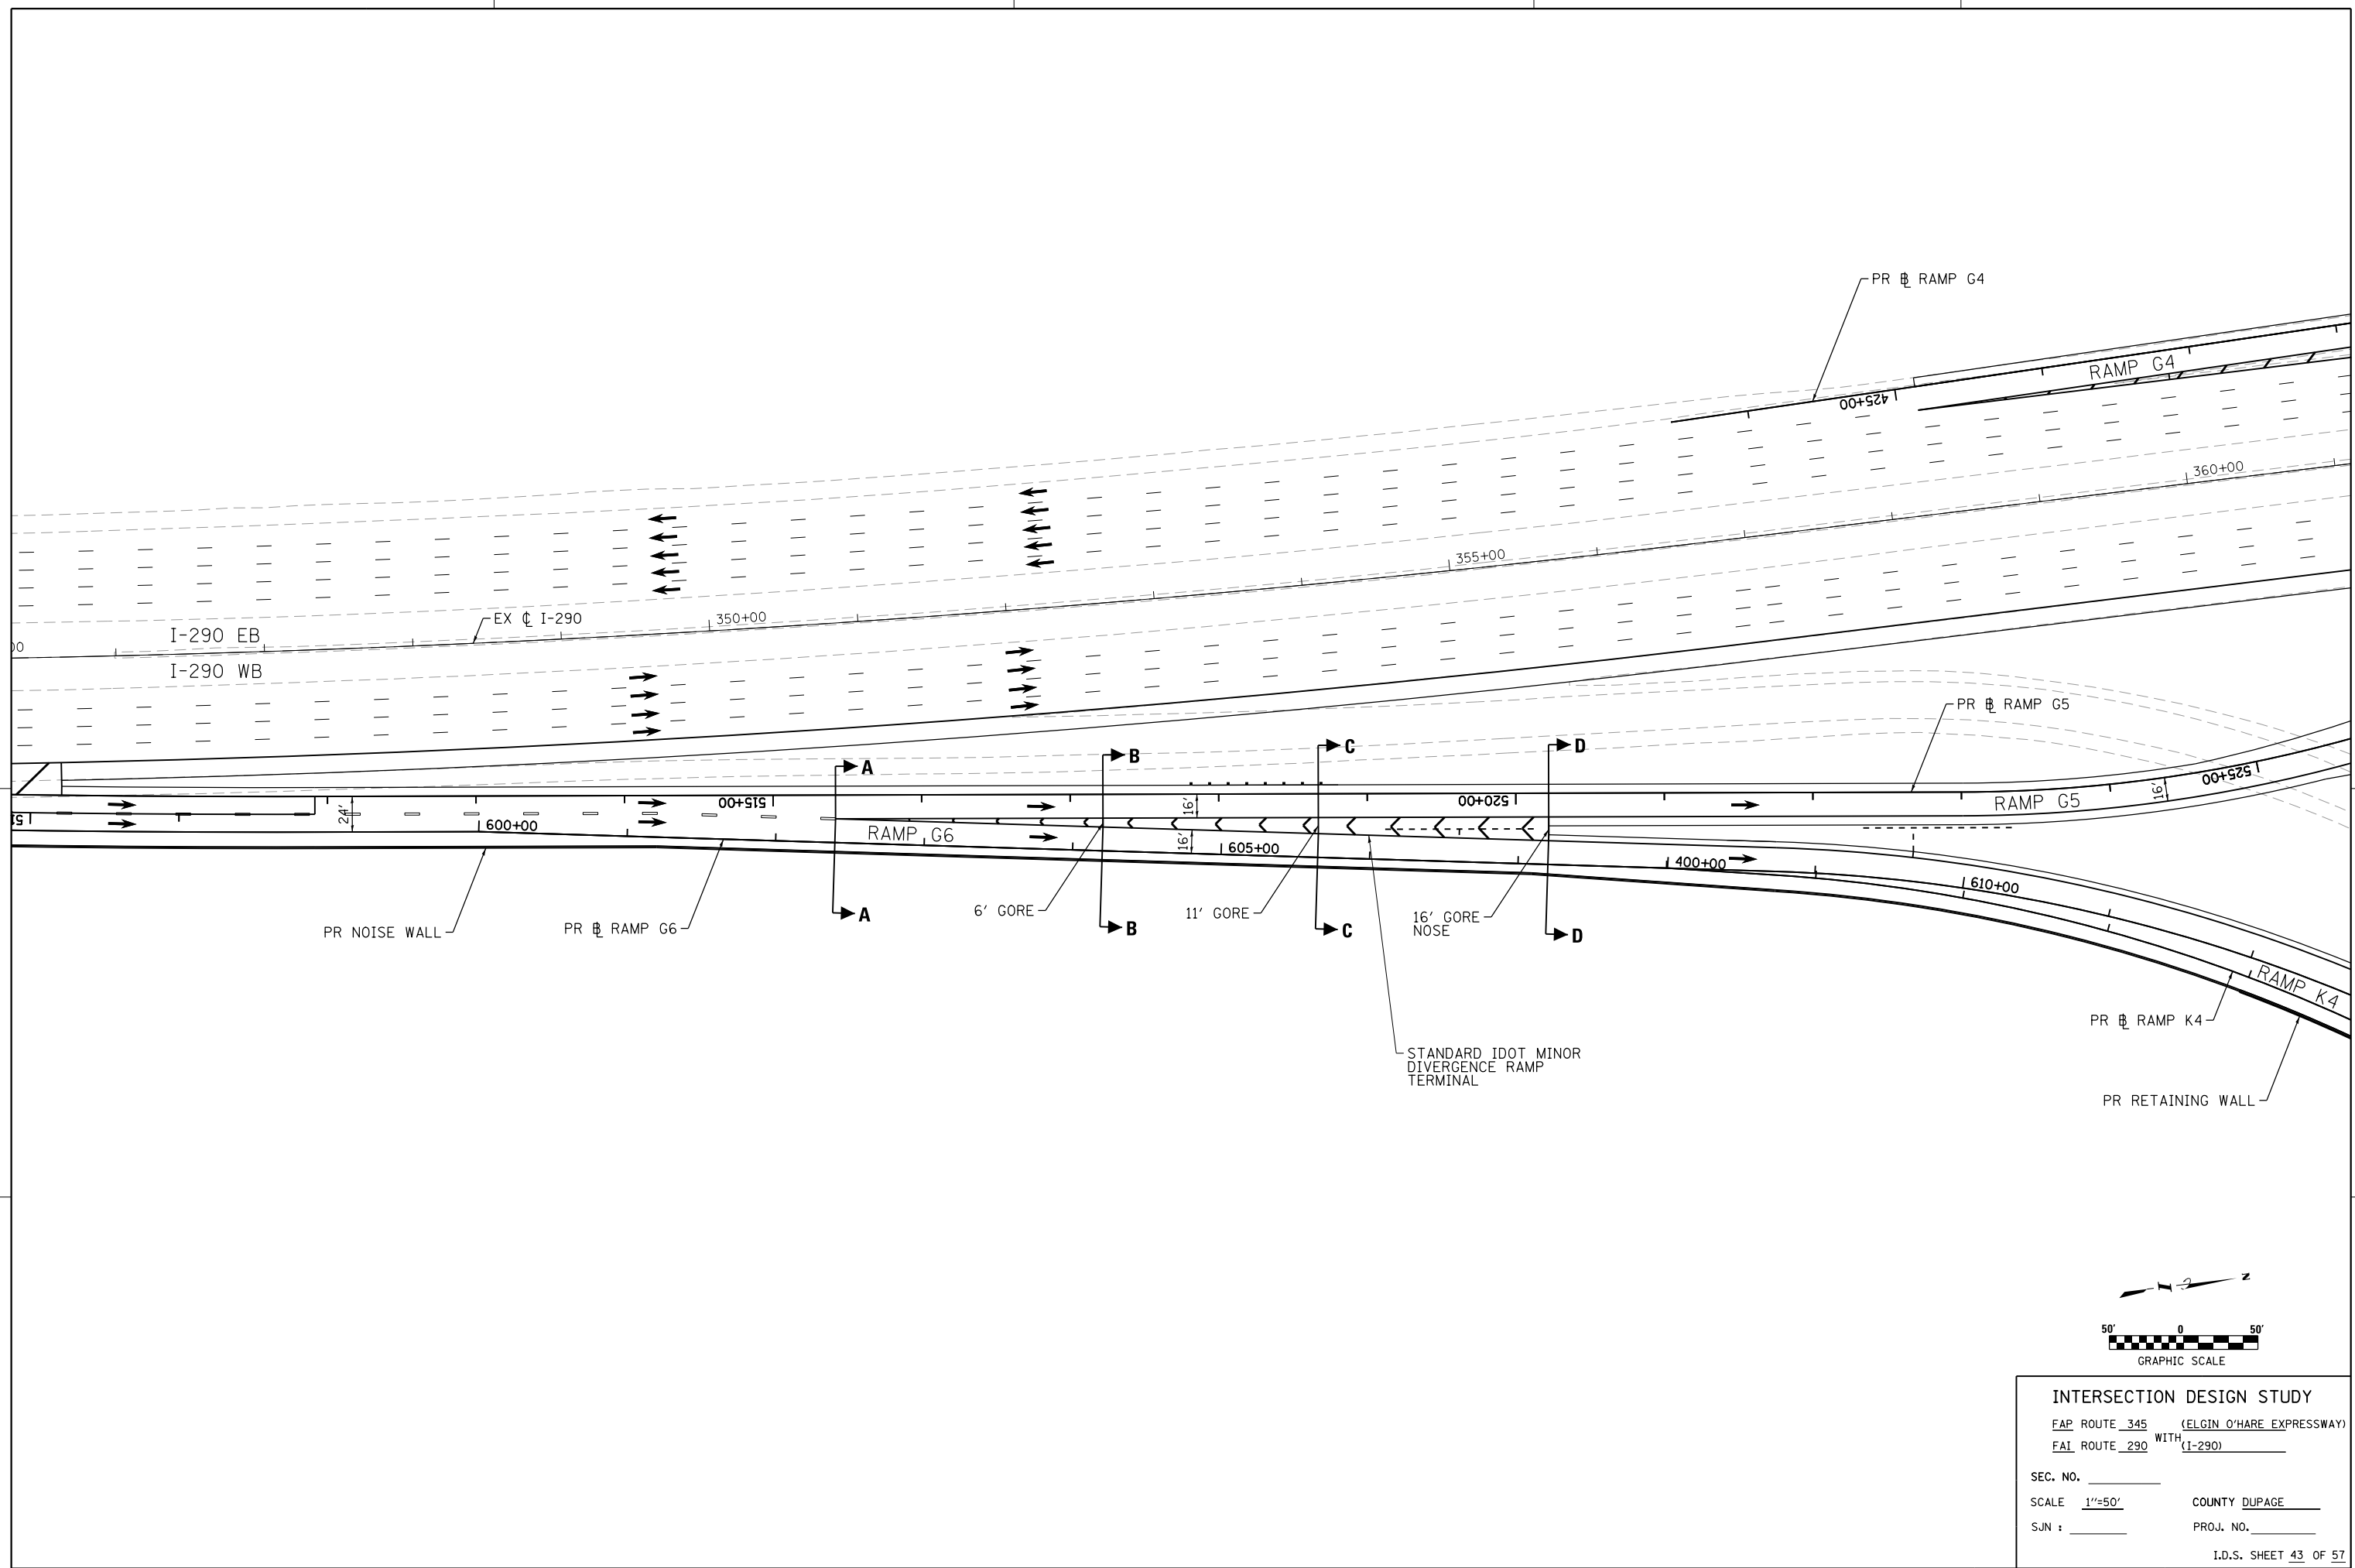 PR ⅊ RAMP G4
RAMP G4
425+00
360+00
355+00
EX ℄ I-290
350+00
I-290 EB
I-290 WB
PR ⅊ RAMP G5
A
B
C
D
515+00
520+00
525+00
RAMP G5
16'
16'
24'
600+00
RAMP G6
16'
605+00
400+00
610+00
RAMP K4
A
B
C
D
6' GORE
11' GORE
16' GORE
NOSE
PR NOISE WALL
PR ⅊ RAMP G6
STANDARD IDOT MINOR
DIVERGENCE RAMP
TERMINAL
PR ⅊ RAMP K4
PR RETAINING WALL
N
50' 0 50'
GRAPHIC SCALE
INTERSECTION DESIGN STUDY
FAP ROUTE 345 (ELGIN O'HARE EXPRESSWAY)
WITH
FAI ROUTE 290 (I-290)
SEC. NO.
SCALE 1"=50' COUNTY DUPAGE
SJN : PROJ. NO.
I.D.S. SHEET 43 OF 57